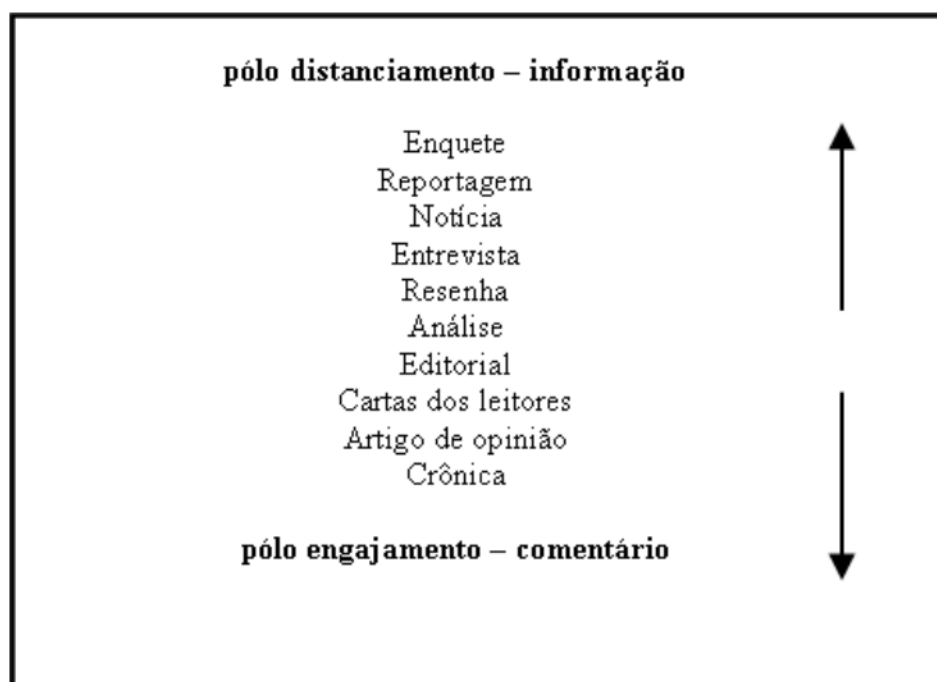 pólo distanciamento – informação
Enquete
Reportagem
Notícia
Entrevista
Resenha
Análise
Editorial
Cartas dos leitores
Artigo de opinião
Crônica
pólo engajamento – comentário